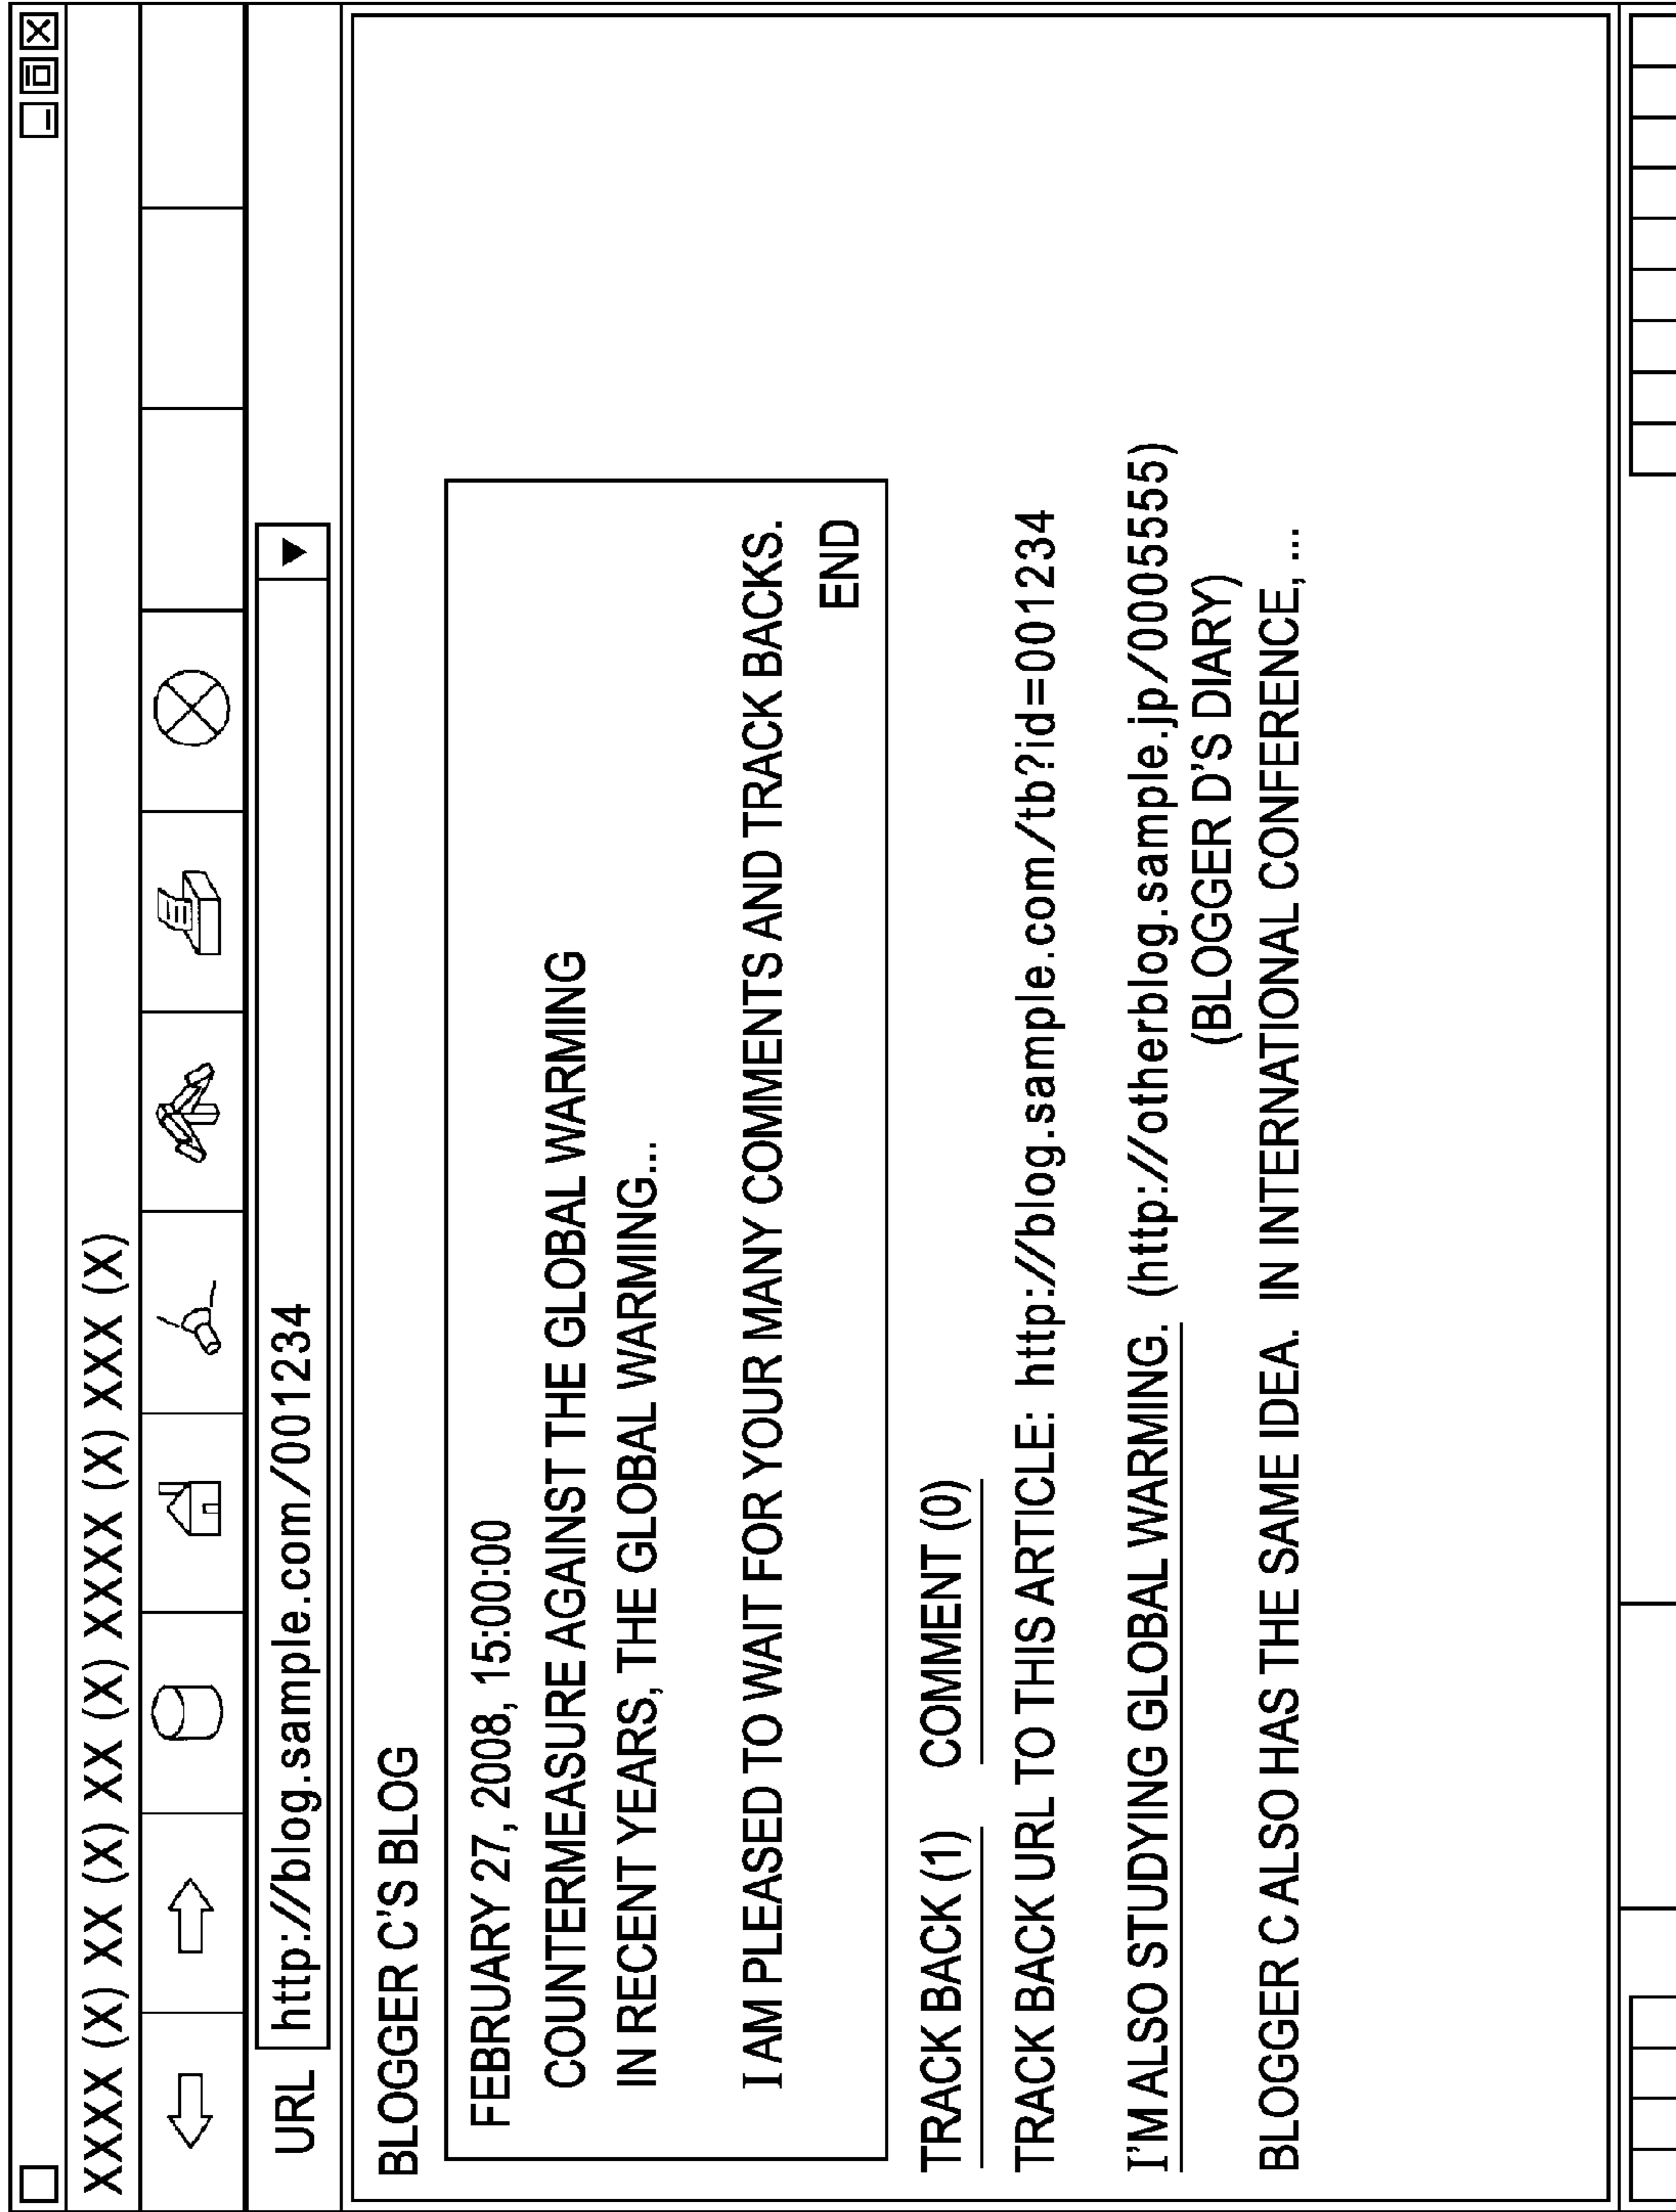 XXXX (X) XX (X) XX (X) XXXX (X) XXX (X)
URL http://blog.sample.com/001234
BLOGGER C'S BLOG
FEBRUARY 27, 2008, 15:00:00
COUNTERMEASURE AGAINST THE GLOBAL WARMING
IN RECENT YEARS, THE GLOBAL WARMING...
I AM PLEASED TO WAIT FOR YOUR MANY COMMENTS AND TRACK BACKS.
END
TRACK BACK (1) COMMENT (0)
TRACK BACK URL TO THIS ARTICLE: http://blog.sample.com/tb?id=001234
I'M ALSO STUDYING GLOBAL WARMING. (http://otherblog.sample.jp/005555)
(BLOGGER D'S DIARY)
BLOGGER C ALSO HAS THE SAME IDEA. IN INTERNATIONAL CONFERENCE, ...